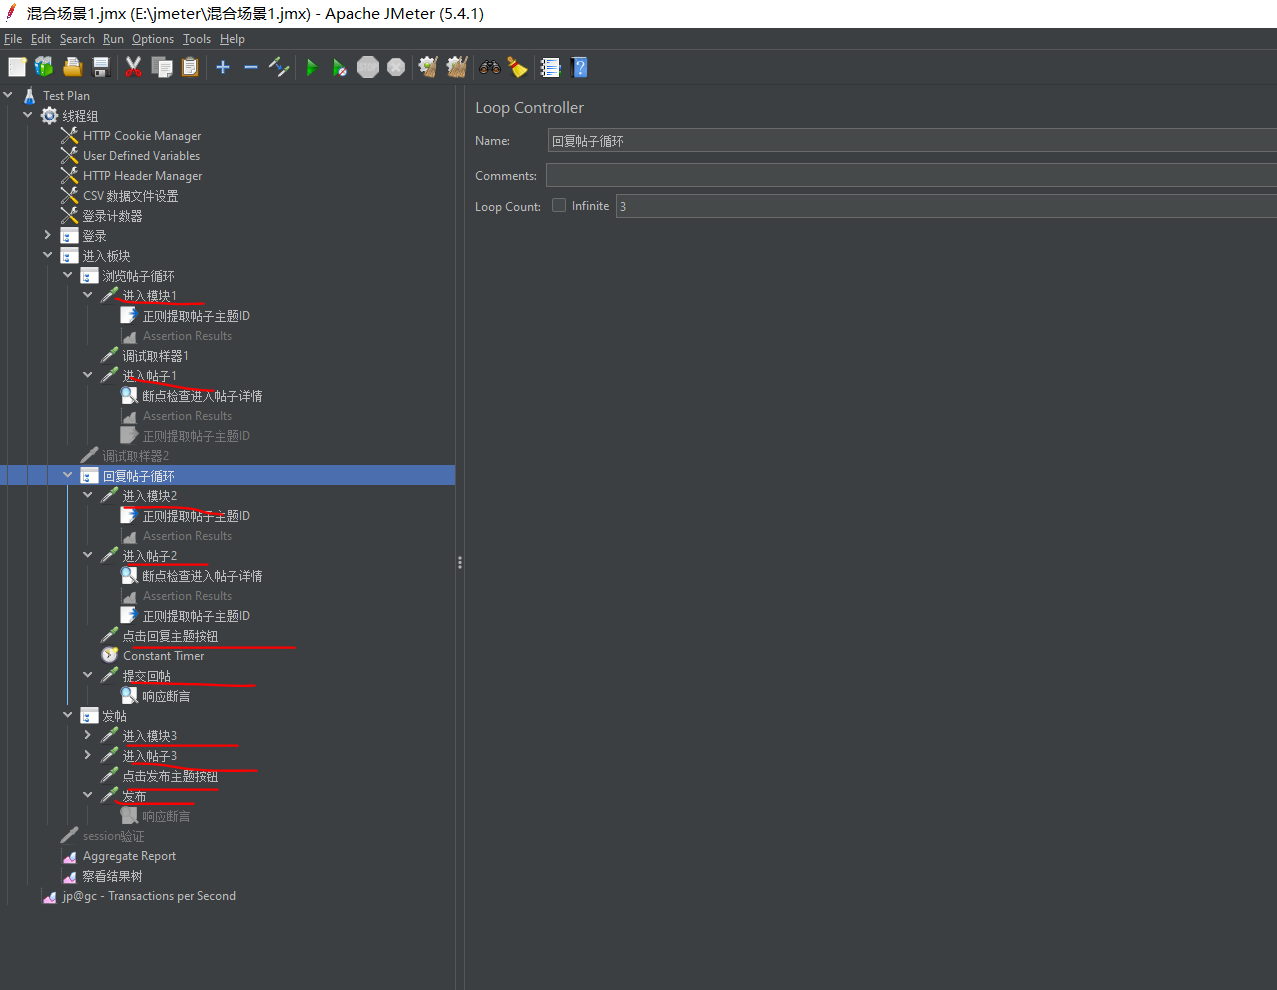 混合场景1.jmx (E:\jmeter\混合场景1.jmx) - Apache JMeter (5.4.1)
File Edit Search Run Options Tools Help
STOP
Test Plan
线程组
HTTP Cookie Manager
User Defined Variables
HTTP Header Manager
CSV 数据文件设置
登录计数器
登录
进入板块
浏览帖子循环
进入模块1
正则提取帖子主题ID
Assertion Results
调试取样器1
进入帖子1
断点检查进入帖子详情
Assertion Results
正则提取帖子主题ID
调试取样器2
回复帖子循环
进入模块2
正则提取帖子主题ID
Assertion Results
进入帖子2
断点检查进入帖子详情
Assertion Results
正则提取帖子主题ID
点击回复主题按钮
Constant Timer
提交回帖
响应断言
发帖
进入模块3
进入帖子3
点击发布主题按钮
发布
响应断言
session验证
Aggregate Report
察看结果树
jp@gc - Transactions per Second
Loop Controller
Name: 回复帖子循环
Comments:
Loop Count: Infinite 3